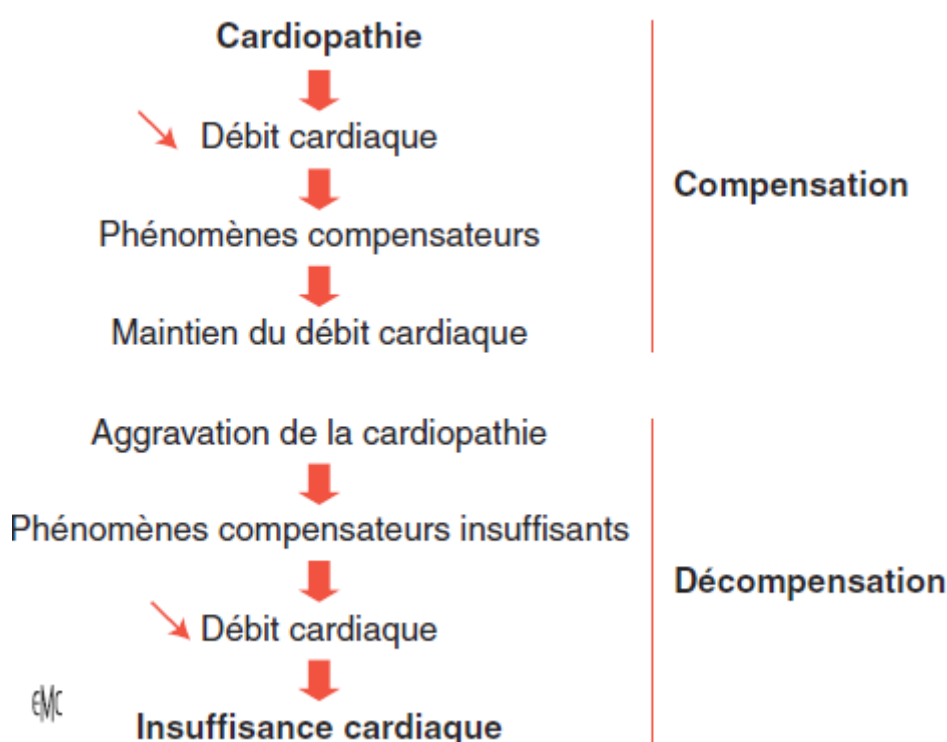 Cardiopathie
Débit cardiaque
Phénomènes compensateurs
Maintien du débit cardiaque
Compensation
Aggravation de la cardiopathie
Phénomènes compensateurs insuffisants
Débit cardiaque
Insuffisance cardiaque
Décompensation
EMC